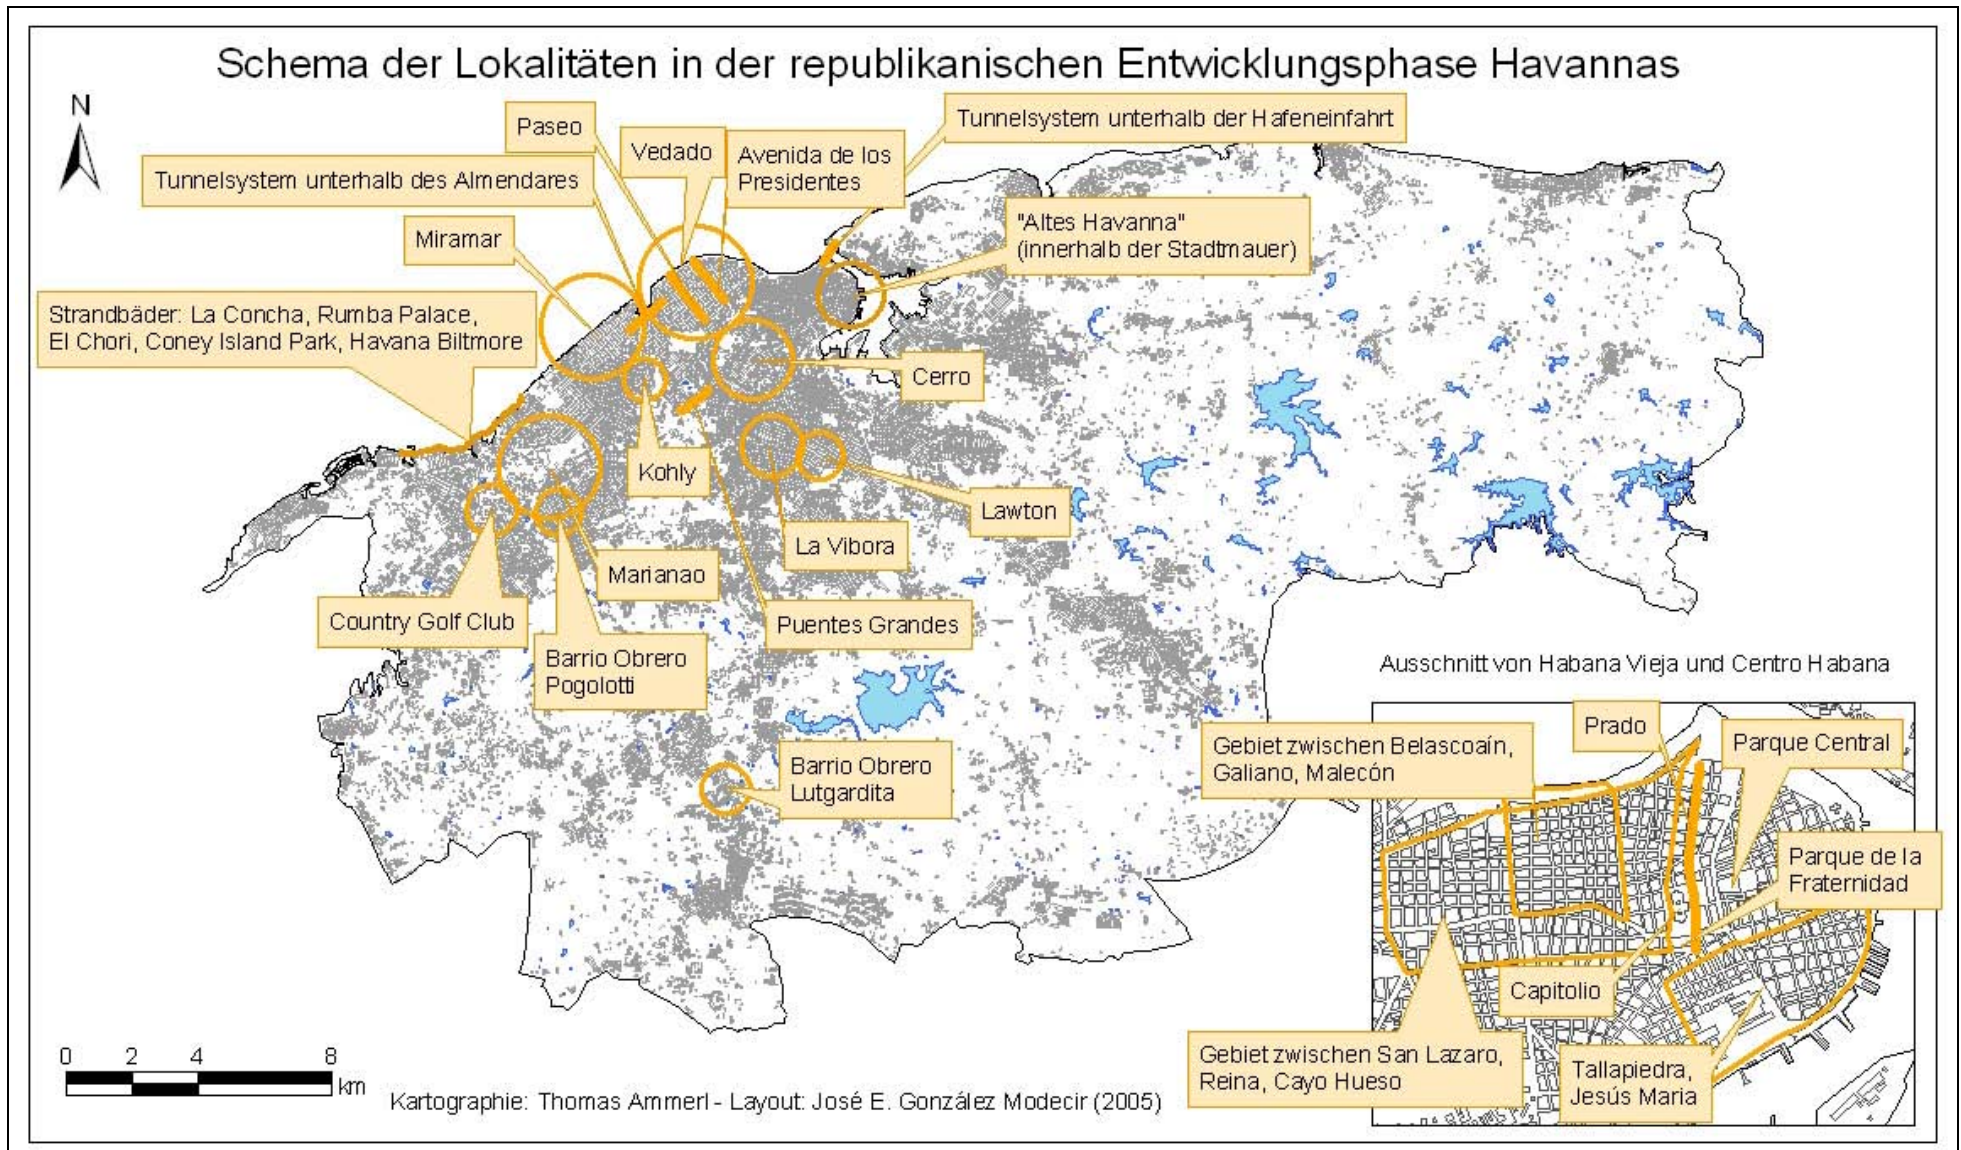 Schema der Lokalitäten in der republikanischen Entwicklungsphase Havannas
N
Paseo
Vedado
Avenida de los
Presidentes
Tunnelsystem unterhalb der Hafeneinfahrt
Tunnelsystem unterhalb des Almendares
Miramar
"Altes Havanna"
(innerhalb der Stadtmauer)
Strandbäder: La Concha, Rumba Palace,
El Chori, Coney Island Park, Havana Biltmore
Cerro
Kohly
Lawton
La Vibora
Marianao
Country Golf Club
Puentes Grandes
Barrio Obrero
Pogolotti
Barrio Obrero
Lutgardita
Ausschnitt von Habana Vieja und Centro Habana
Prado
Gebiet zwischen Belascoaín,
Galiano, Malecón
Parque Central
Parque de la
Fraternidad
Capitolio
Gebiet zwischen San Lazaro,
Reina, Cayo Hueso
Tallapiedra,
Jesús Maria
0 2 4 8
km
Kartographie: Thomas Ammerl - Layout: José E. González Modecir (2005)